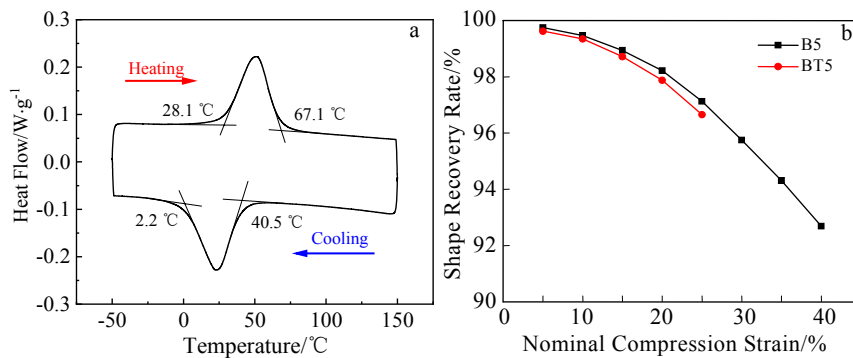 a
0.3
0.2
0.1
0.0
-0.1
-0.2
-0.3
Heat Flow/W·g-1
Heating
28.1 ℃
67.1 ℃
2.2 ℃
40.5 ℃
Cooling
-50
0
50
100
150
Temperature/℃
b
100
98
96
94
92
90
Shape Recovery Rate/%
B5
BT5
0
10
20
30
40
Nominal Compression Strain/%